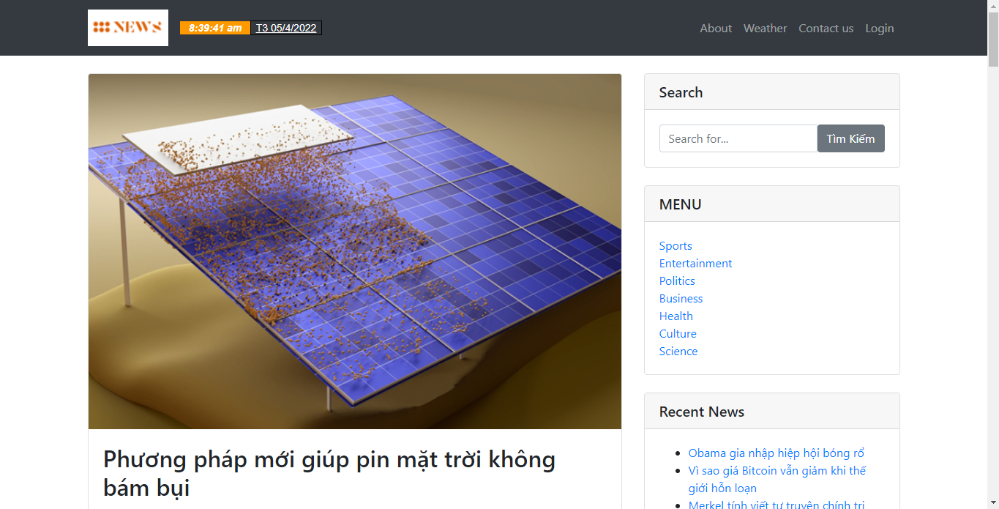 NEWS
8:39:41 am T3 05/4/2022
About Weather Contact us Login
Phương pháp mới giúp pin mặt trời không
bám bụi
Search
Search for...
Tìm Kiếm
MENU
Sports
Entertainment
Politics
Business
Health
Culture
Science
Recent News
Obama gia nhập hiệp hội bóng rổ
Vì sao giá Bitcoin vẫn giảm khi thế
giới hỗn loạn
Merkel tính viết tự truyện chính trị